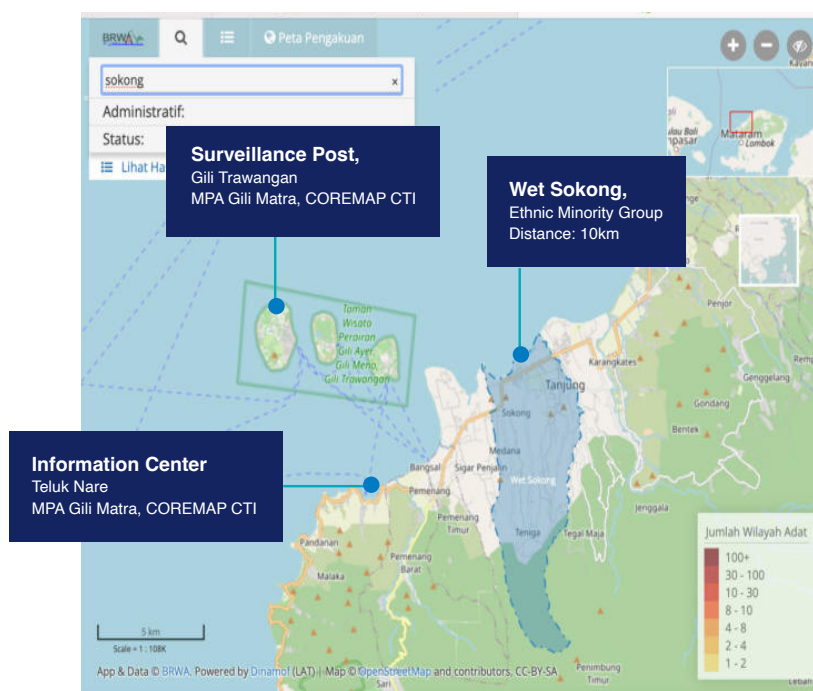 BRWA
Peta Pengakuan
sokong
x
Administratif:
Status:
Lihat Ha
Surveillance Post,
Gili Trawangan
MPA Gili Matra, COREMAP CTI
Wet Sokong,
Ethnic Minority Group
Distance: 10km
Mataram
Lombok
Taman
Wisata
Perairan
Gili Ayer,
Gili Meno,
Gili Trawangan
Penjor
Karangkates
Genggelang
Gondang
Bentek
Tanjung
Sokong
Medana
Bangsal
Sigar Penjalin
Wet Sokong
Pemenang
Pemenang
Timur
Teniga
Tegal Maja
Jenggala
Information Center
Teluk Nare
MPA Gili Matra, COREMAP CTI
Pandanan
Malaka
Pemenang
Barat
Jumlah Wilayah Adat
100+
30 - 100
10 - 30
8 - 10
4 - 8
2 - 4
1 - 2
5 km
Scale = 1 : 108K
App & Data © BRWA, Powered by Dinamof (LAT) | Map © OpenStreetMap and contributors, CC-BY-SA
Sari
Penimbung
Timur